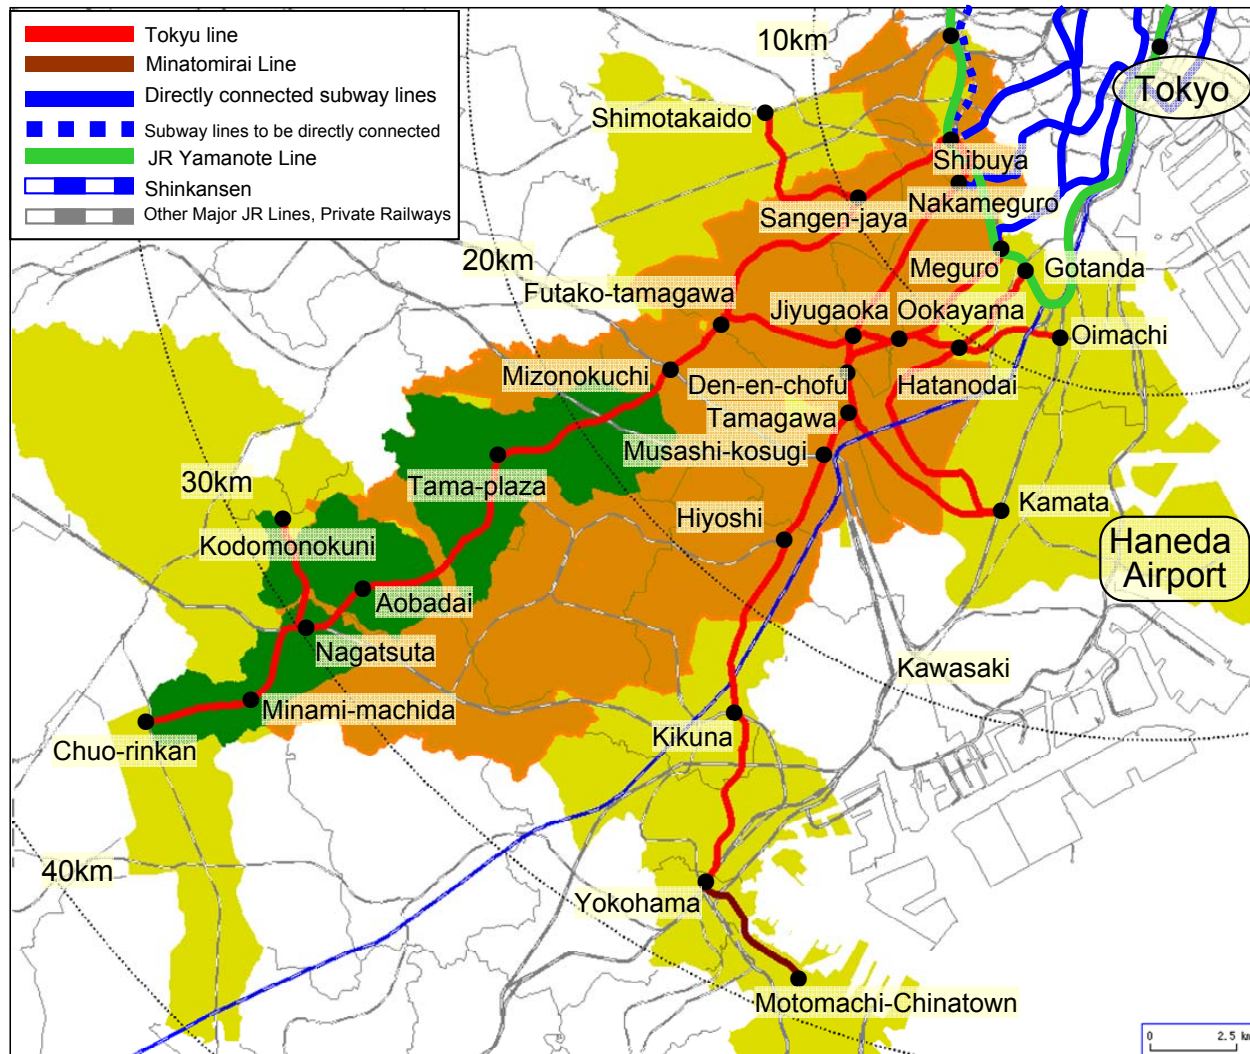 Tokyu line
Minatomirai Line
Directly connected subway lines
Subway lines to be directly connected
JR Yamanote Line
Shinkansen
Other Major JR Lines, Private Railways
10km
Tokyo
Shimotakaido
Shibuya
Sangen-jaya
Nakameguro
20km
Meguro
Gotanda
Futako-tamagawa
Jiyugaoka
Ookayama
Oimachi
Mizonokuchi
Den-en-chofu
Hatanodai
Tamagawa
Musashi-kosugi
Tama-plaza
30km
Kamata
Hiyoshi
Kodomonokuni
Haneda
Airport
Aobadai
Nagatsuta
Kawasaki
Minami-machida
Kikuna
Chuo-rinkan
40km
Yokohama
Motomachi-Chinatown
0 2.5 km